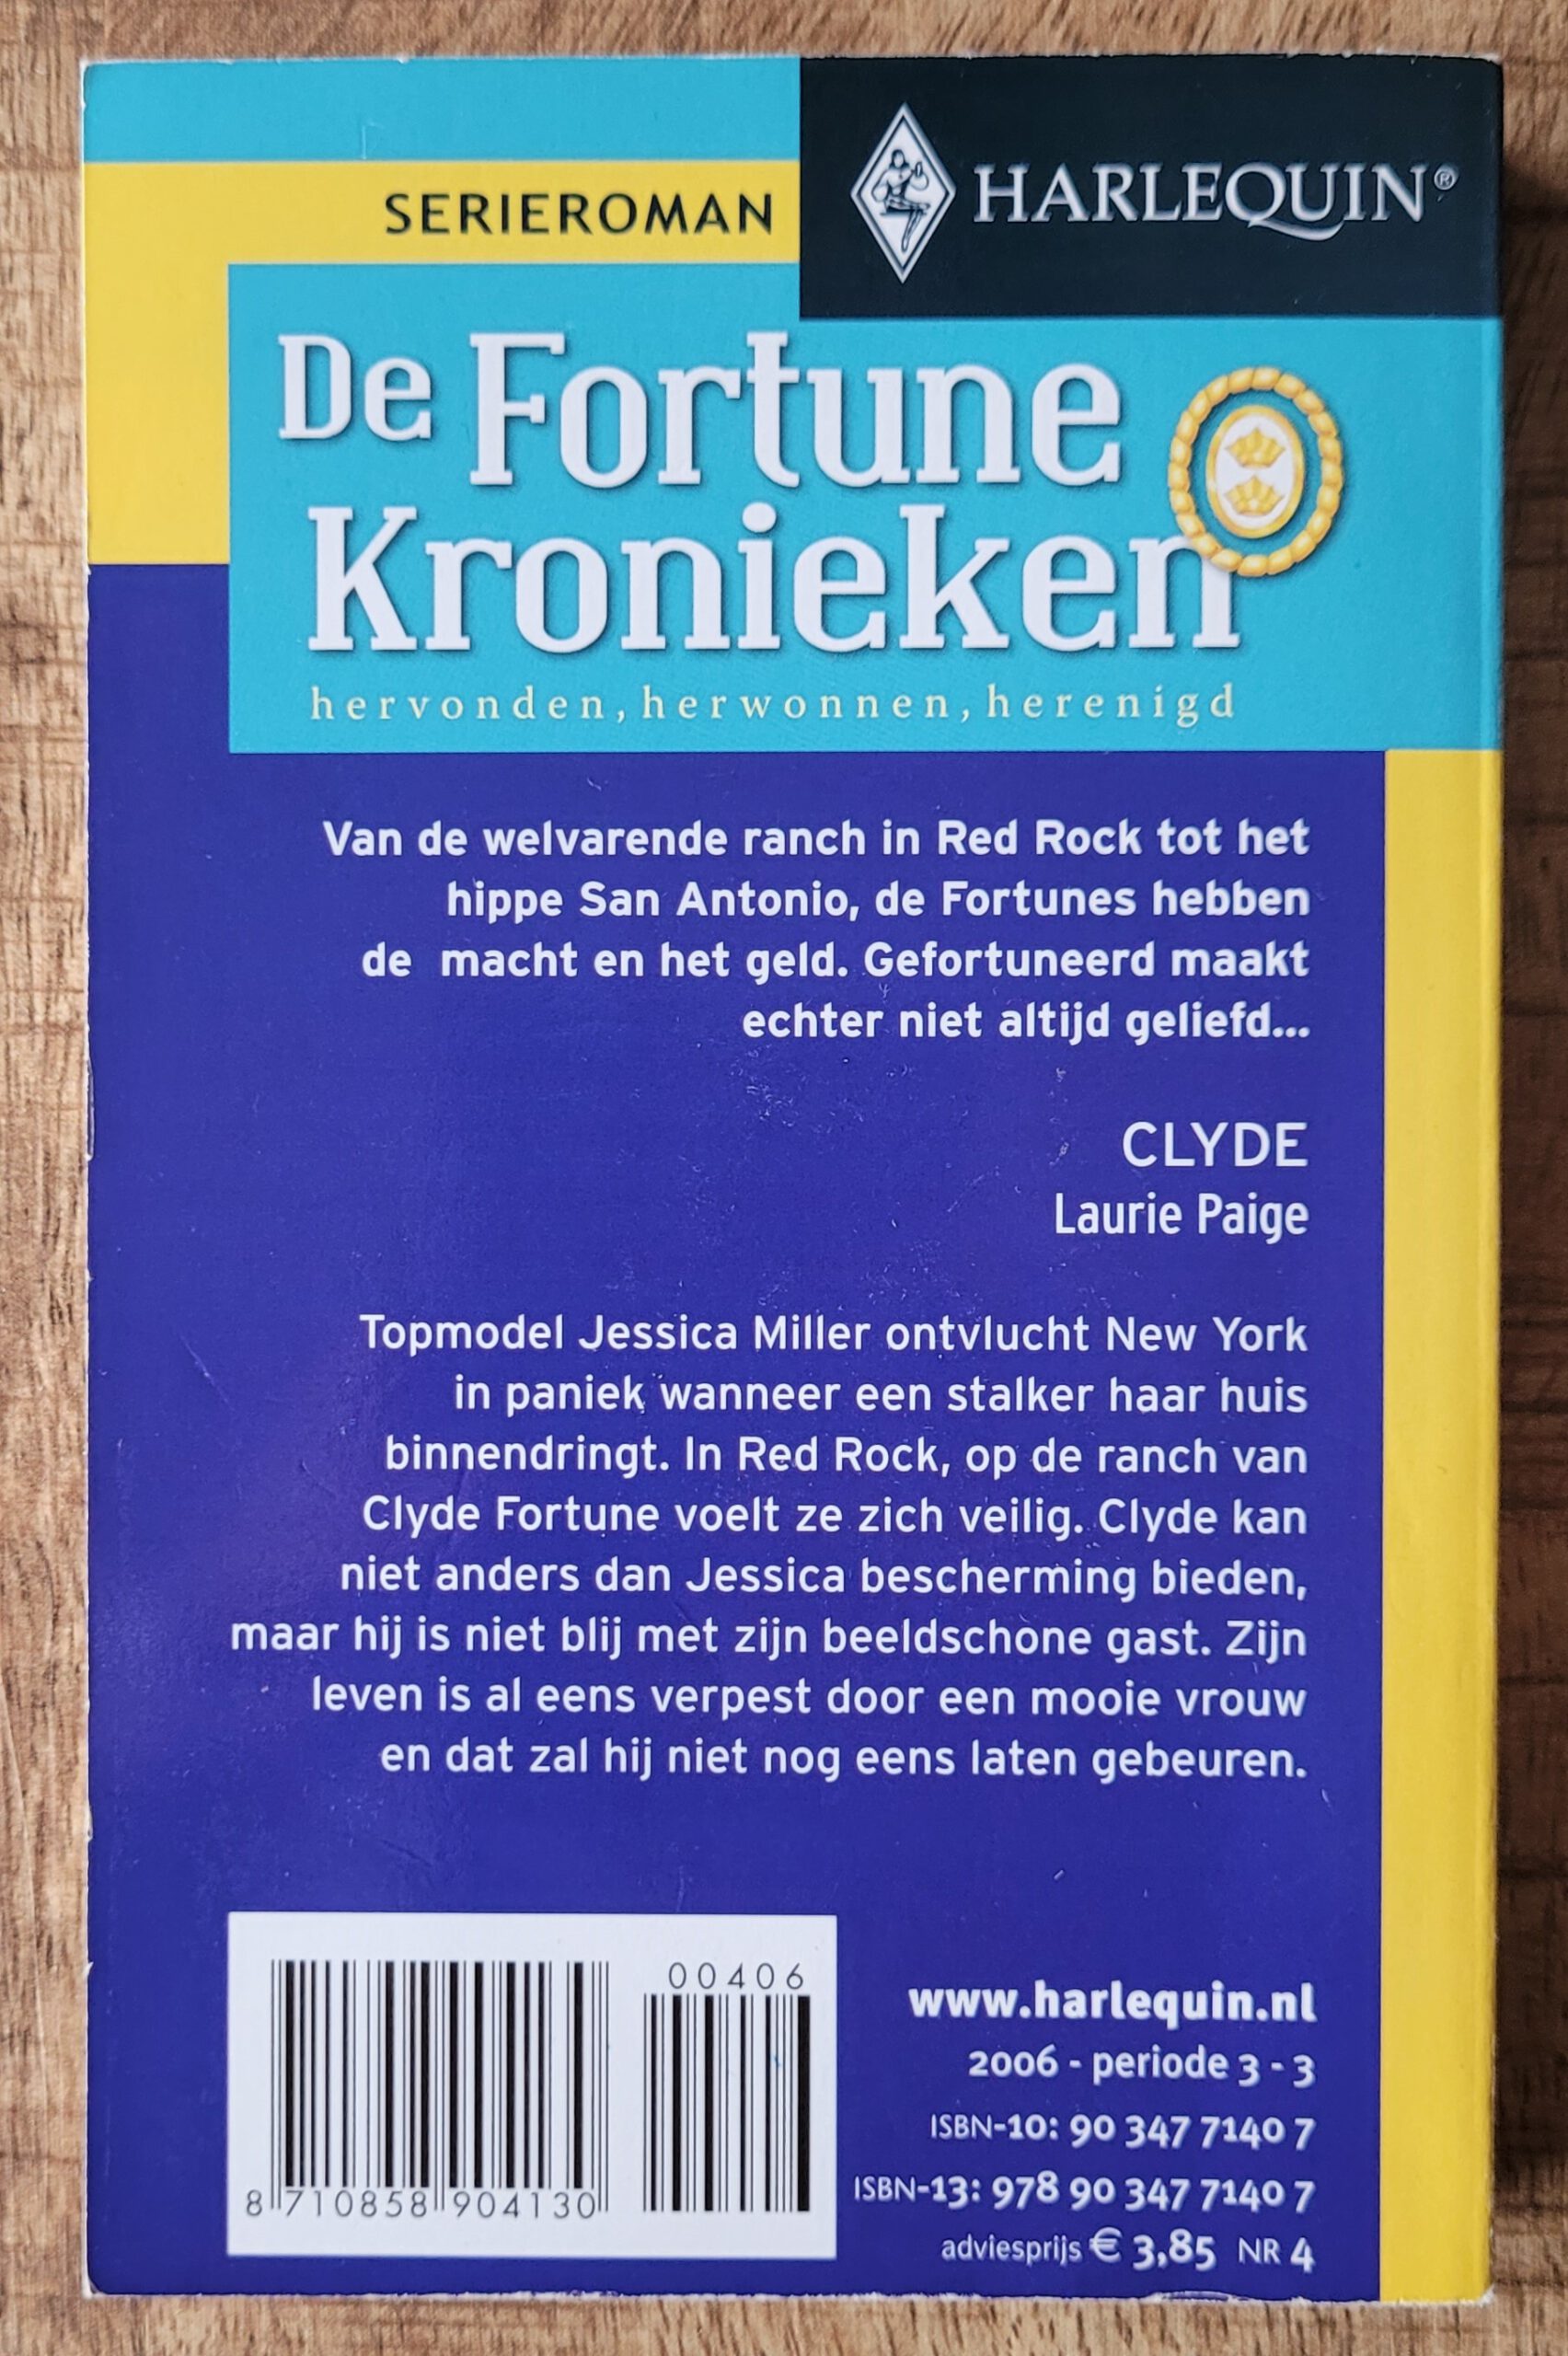 SERIEROMAN
HARLEQUIN®
De Fortune
Kronieken
hervonden, herwonnen, herenigd
Van de welvarende ranch in Red Rock tot het
hippe San Antonio, de Fortunes hebben
de macht en het geld. Gefortuneerd maakt
echter niet altijd geliefd...
CLYDE
Laurie Paige
Topmodel Jessica Miller ontvlucht New York
in paniek wanneer een stalker haar huis
binnendringt. In Red Rock, op de ranch van
Clyde Fortune voelt ze zich veilig. Clyde kan
niet anders dan Jessica bescherming bieden,
maar hij is niet blij met zijn beeldschone gast. Zijn
leven is al eens verpest door een mooie vrouw
en dat zal hij niet nog eens laten gebeuren.
00406
8 710858 904130
www.harlequin.nl
2006 - periode 3 - 3
ISBN-10: 90 347 7140 7
ISBN-13: 978 90 347 7140 7
adviesprijs € 3,85 NR 4